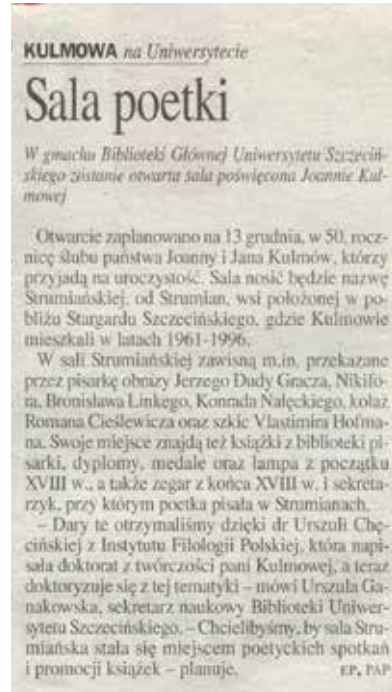 KULMOWA na Uniwersytecie
Sala poetki
W gmachu Biblioteki Głównej Uniwersytetu Szczeciń-
skiego zostanie otwarta sala poświęcona Joannie Kul-
mowej
Otwarcie zaplanowano na 13 grudnia, w 50. rocz-
nicę ślubu państwa Joanny i Jana Kulmów, którzy
przyjadą na uroczystość. Sala nosić będzie nazwę
Strumiańskiej, od Strumian, wsi położonej w po-
bliżu Stargardu Szczecińskiego, gdzie Kulmowie
mieszkali w latach 1961-1996.
W sali Strumiańskiej zawisną m.in. przekazane
przez pisarkę obrazy Jerzego Dudy Gracza, Nikifo-
ra, Bronisława Linkego, Konrada Nałęckiego, kolaż
Romana Cieślewicza oraz szkic Vlastimira Hofma-
na. Swoje miejsce znajdą też książki z biblioteki pi-
sarki, dyplomy, medale oraz lampa z początku
XVIII w., a także zegar z końca XVIII w. i sekreta-
rzyk, przy którym poetka pisała w Strumianach.
– Dary te otrzymaliśmy dzięki dr Urszuli Chę-
cińskiej z Instytutu Filologii Polskiej, która napi-
sała doktorat z twórczości pani Kulmowej, a teraz
doktoryzuje się z tej tematyki – mówi Urszula Ga-
nakowska, sekretarz naukowy Biblioteki Uniwer-
sytetu Szczecińskiego. – Chcielibyśmy, by sala Stru-
miańska stała się miejscem poetyckich spotkań
i promocji książek – planuje. EP, PAP